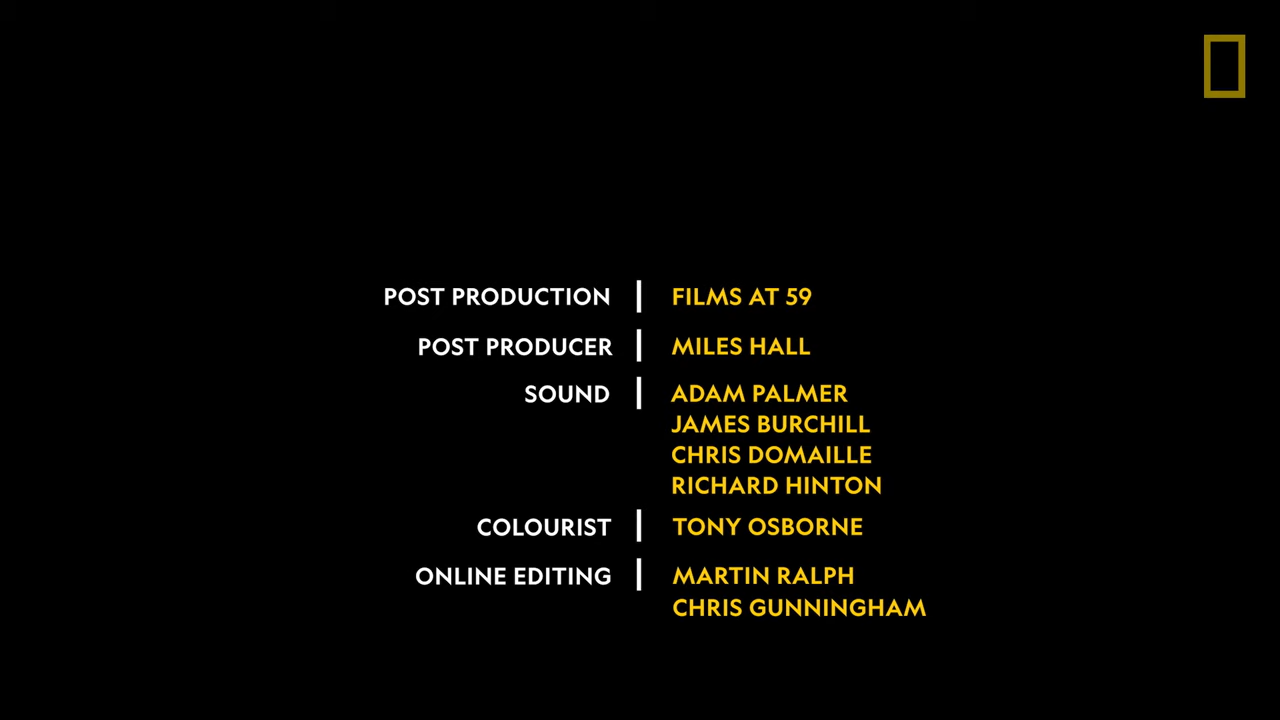 POST PRODUCTION | FILMS AT 59
POST PRODUCER | MILES HALL
SOUND | ADAM PALMER
JAMES BURCHILL
CHRIS DOMAILLE
RICHARD HINTON
COLOURIST | TONY OSBORNE
ONLINE EDITING | MARTIN RALPH
CHRIS GUNNINGHAM